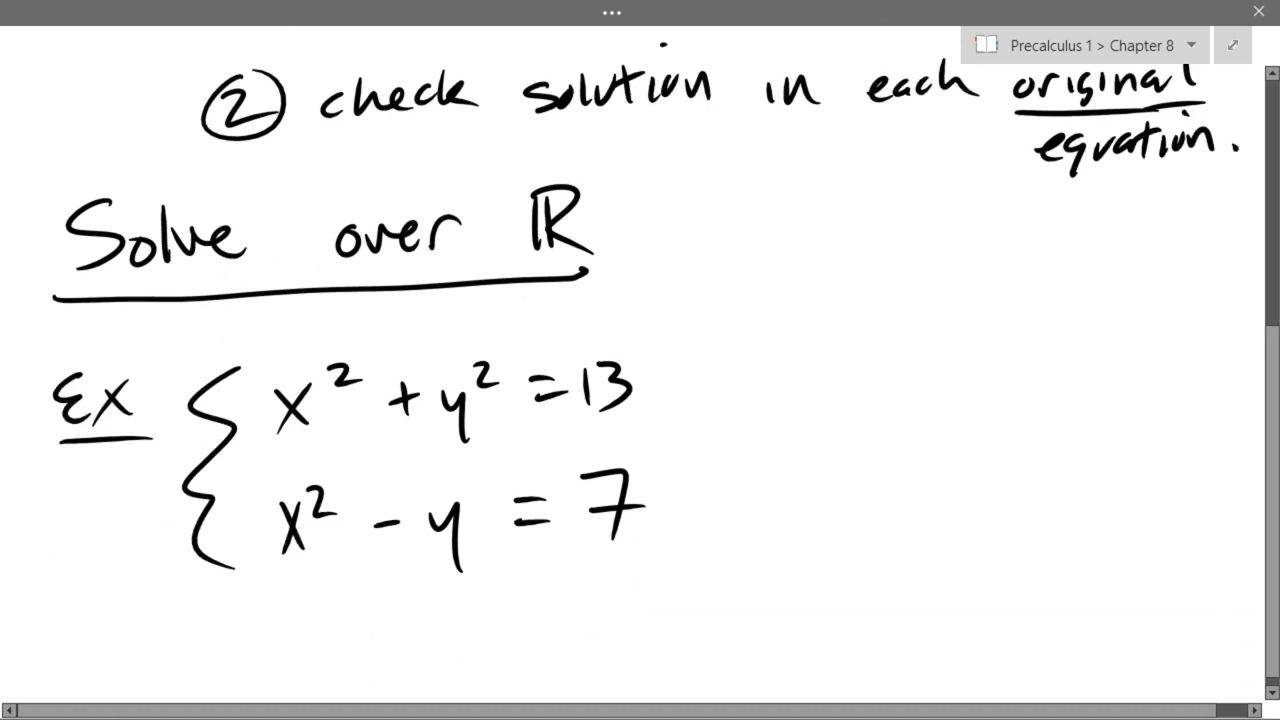 Precalculus 1 > Chapter 8
② check solution in each original
equation.
Solve over ℝ
Ex { x² + y² = 13
x² - y = 7